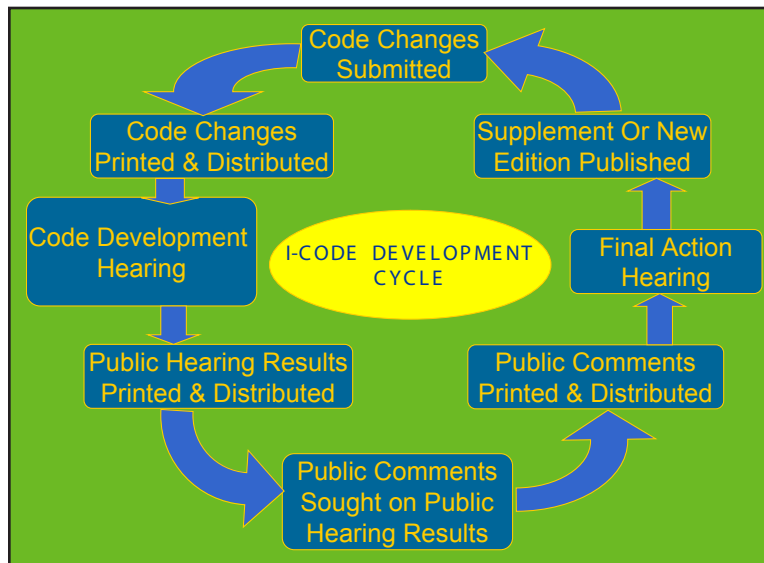 Code Changes
Submitted
Code Changes
Printed & Distributed
Code Development
Hearing
Public Hearing Results
Printed & Distributed
Public Comments
Sought on Public
Hearing Results
Public Comments
Printed & Distributed
Final Action
Hearing
Supplement Or New
Edition Published
I-CODE DEVELOPMENT
CYCLE